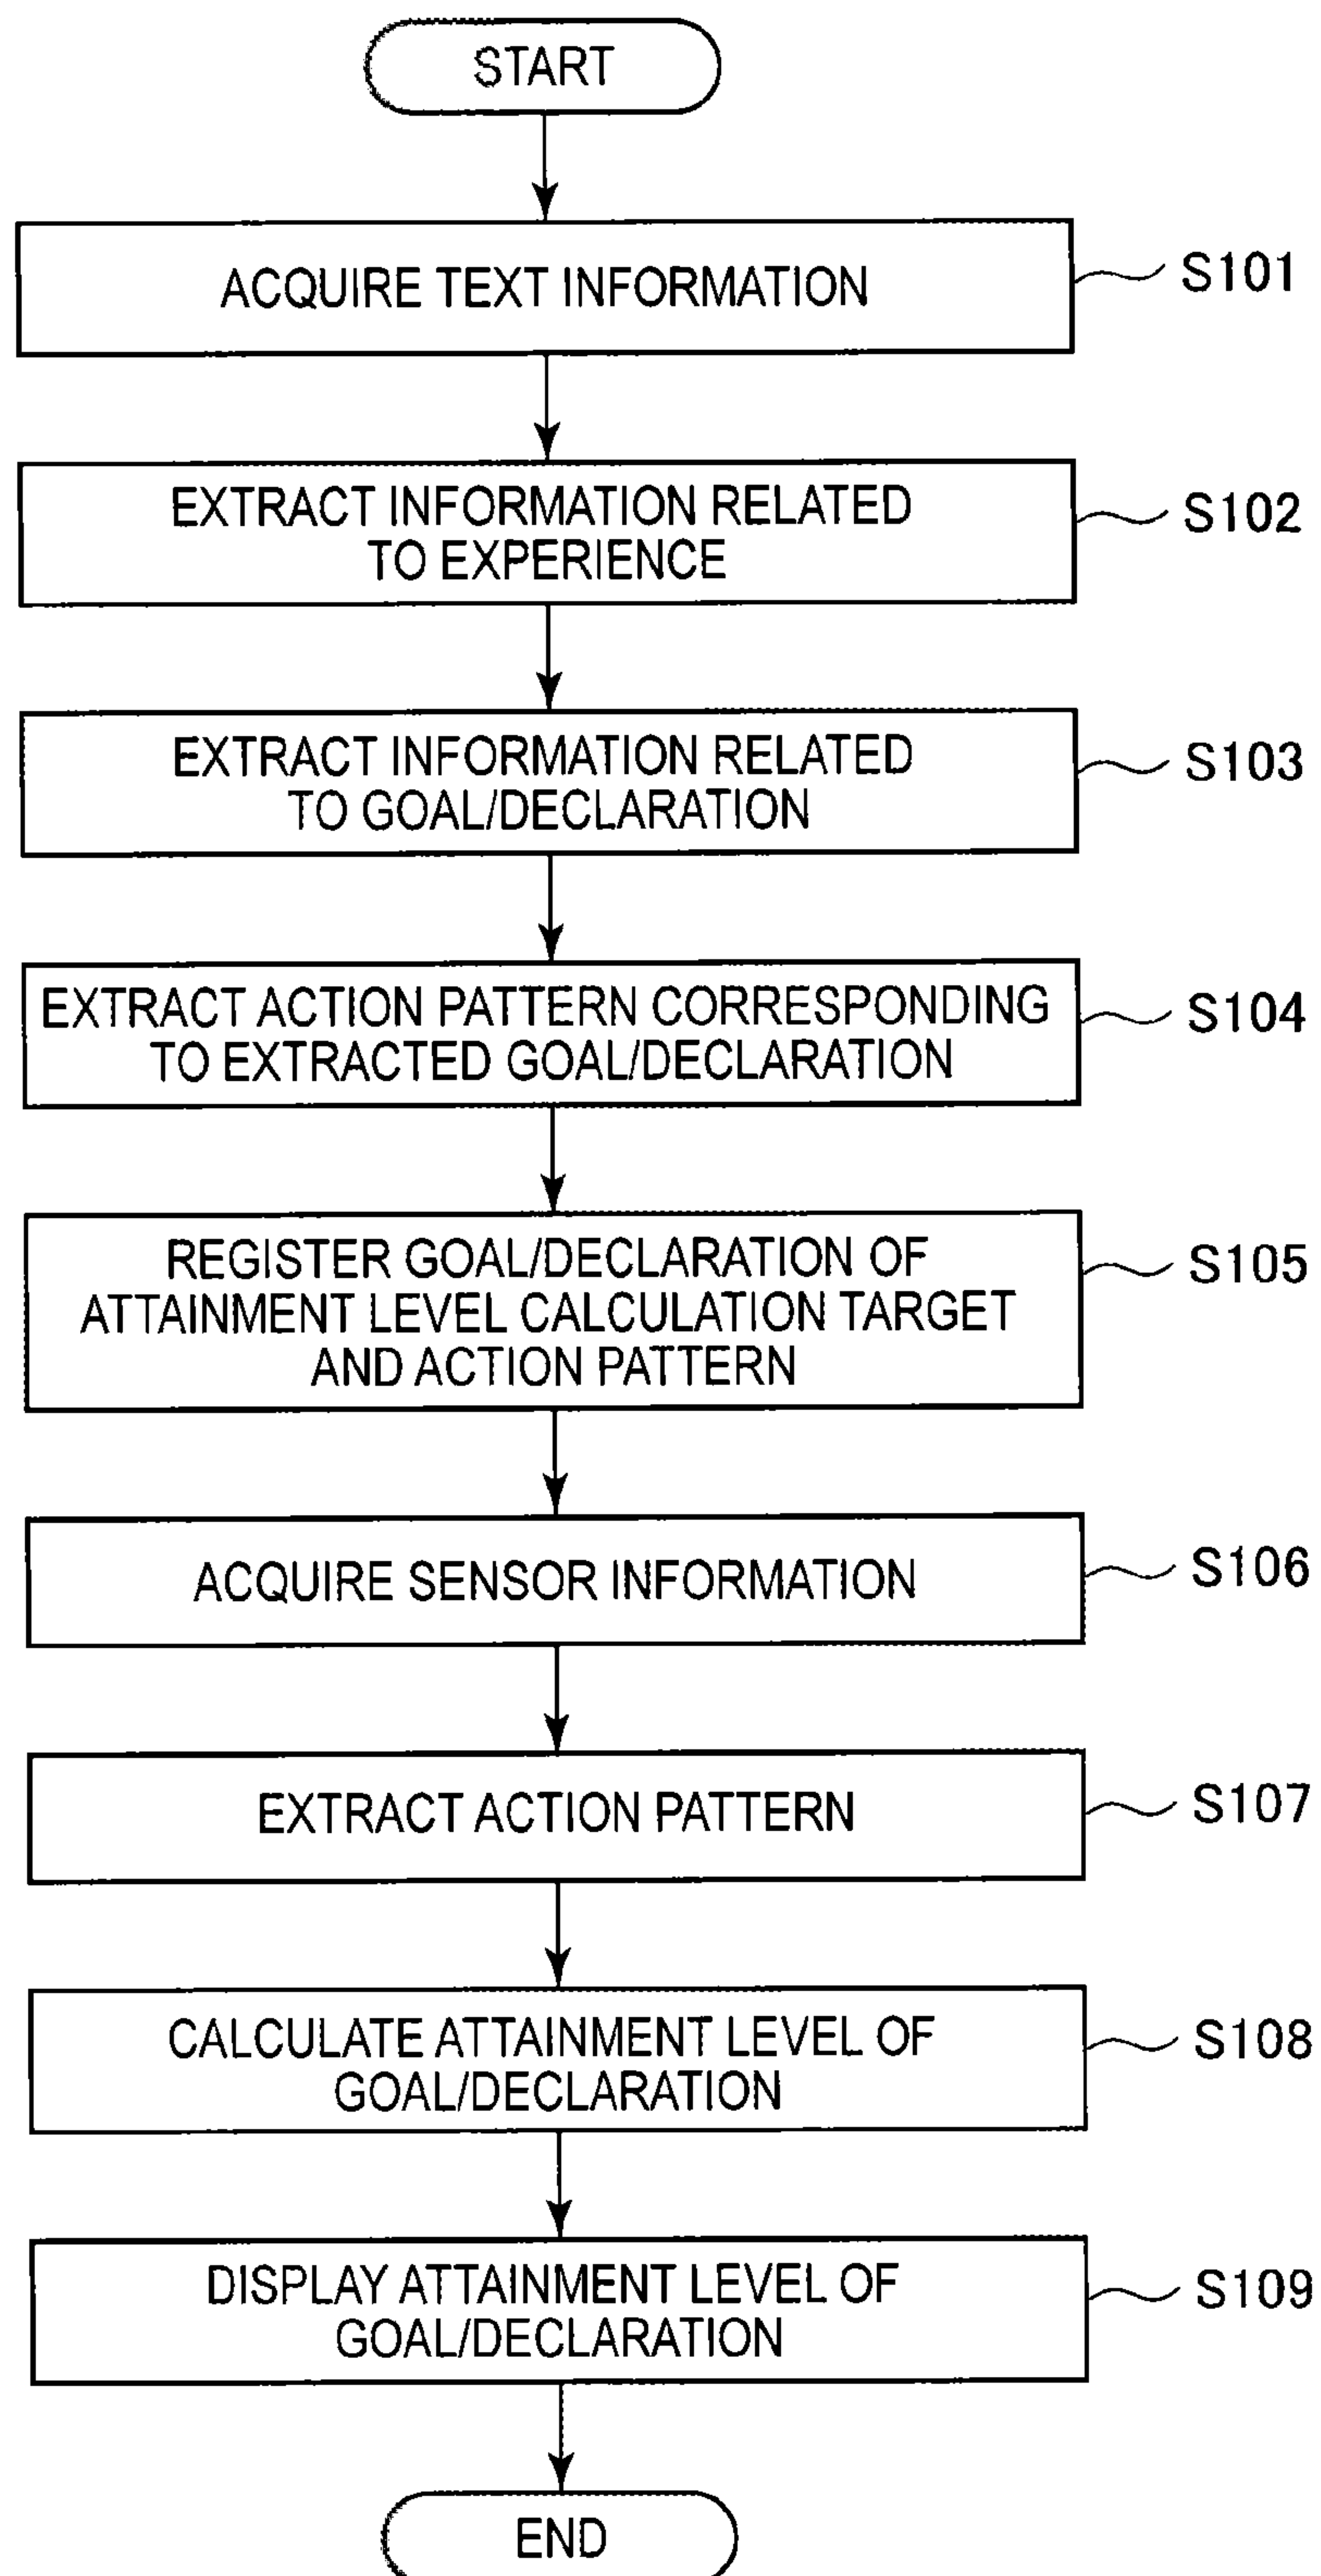 START
ACQUIRE TEXT INFORMATION
S101
EXTRACT INFORMATION RELATED
TO EXPERIENCE
S102
EXTRACT INFORMATION RELATED
TO GOAL/DECLARATION
S103
EXTRACT ACTION PATTERN CORRESPONDING
TO EXTRACTED GOAL/DECLARATION
S104
REGISTER GOAL/DECLARATION OF
ATTAINMENT LEVEL CALCULATION TARGET
AND ACTION PATTERN
S105
ACQUIRE SENSOR INFORMATION
S106
EXTRACT ACTION PATTERN
S107
CALCULATE ATTAINMENT LEVEL OF
GOAL/DECLARATION
S108
DISPLAY ATTAINMENT LEVEL OF
GOAL/DECLARATION
S109
END